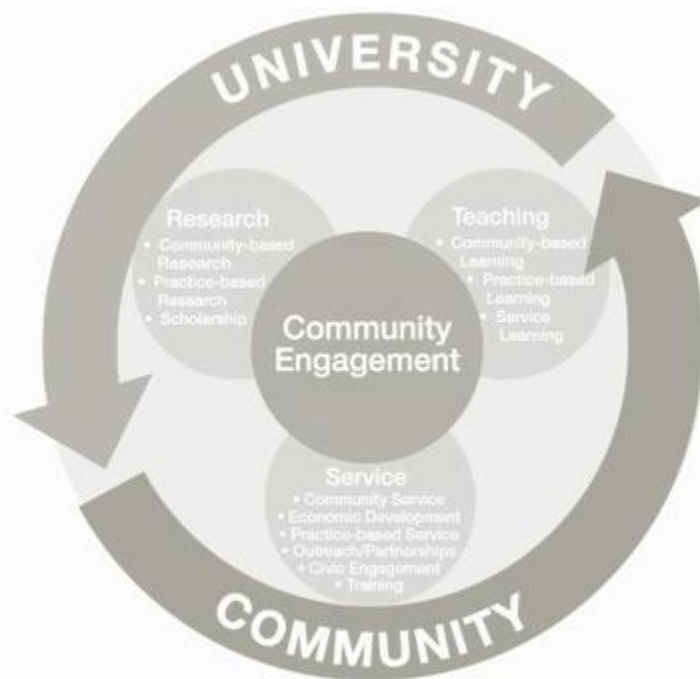 UNIVERSITY
Research
• Community-based
Research
• Practice-based
Research
• Scholarship
Teaching
• Community-based
Learning
• Practice-based
Learning
• Service
Learning
Community
Engagement
Service
• Community Service
• Economic Development
• Practice-based Service
• Outreach/Partnerships
• Civic Engagement
• Training
COMMUNITY